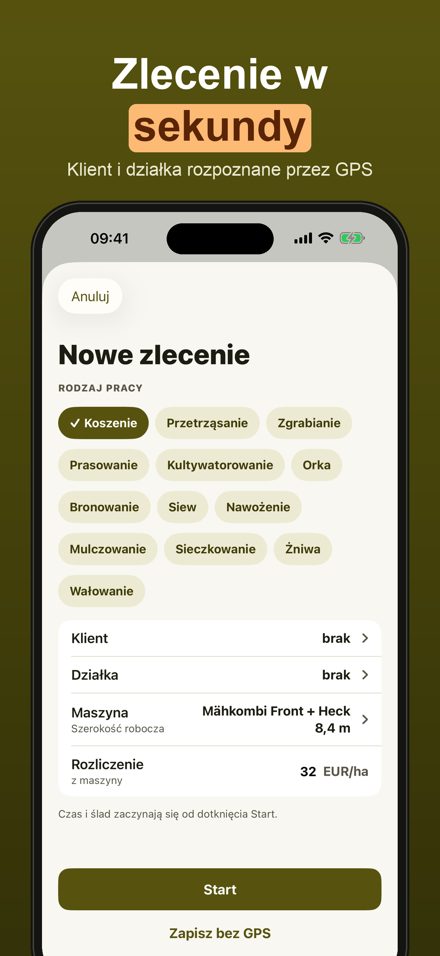 Zlecenie w
sekundy
Klient i działka rozpoznane przez GPS
09:41
Anuluj
Nowe zlecenie
RODZAJ PRACY
✓ Koszenie Przetrząsanie Zgrabianie
Prasowanie Kultywatorowanie Orka
Bronowanie Siew Nawożenie
Mulczowanie Sieczkowanie Żniwa
Wałowanie
Klient brak
Działka brak
Maszyna Mähkombi Front + Heck
Szerokość robocza 8,4 m
Rozliczenie 32 EUR/ha
z maszyny
Czas i ślad zaczynają się od dotknięcia Start.
Start
Zapisz bez GPS